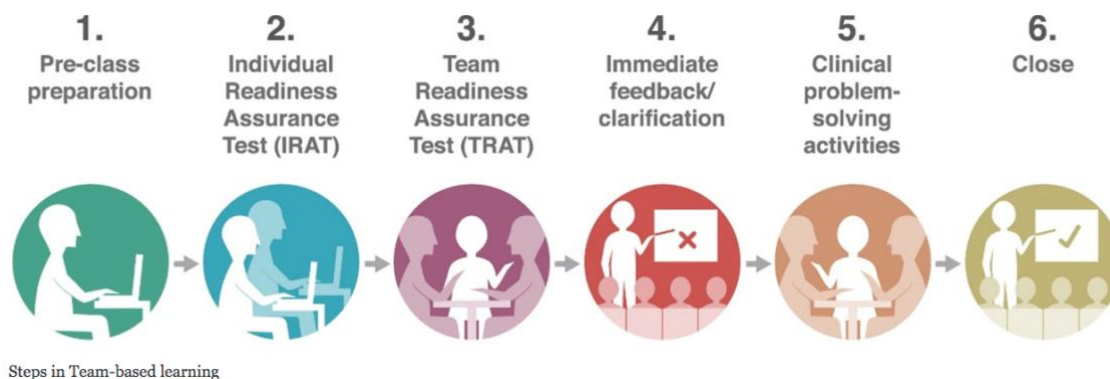 1.
Pre-class
preparation
2.
Individual
Readiness
Assurance
Test (IRAT)
3.
Team
Readiness
Assurance
Test (TRAT)
4.
Immediate
feedback/
clarification
5.
Clinical
problem-
solving
activities
6.
Close
Steps in Team-based learning